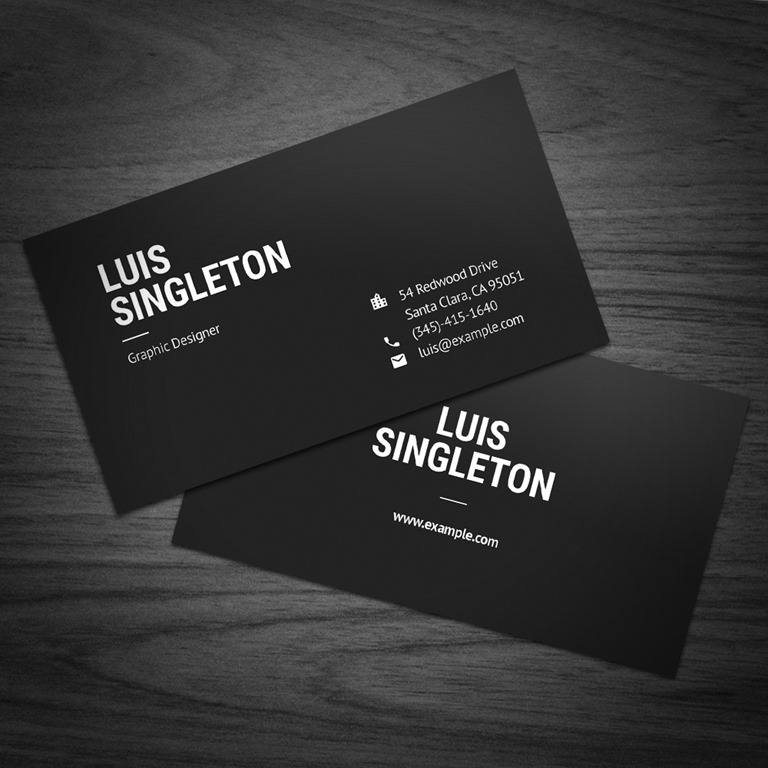 LUIS
SINGLETON
Graphic Designer
54 Redwood Drive
Santa Clara, CA 95051
(345)-415-1640
luis@example.com
LUIS
SINGLETON
www.example.com